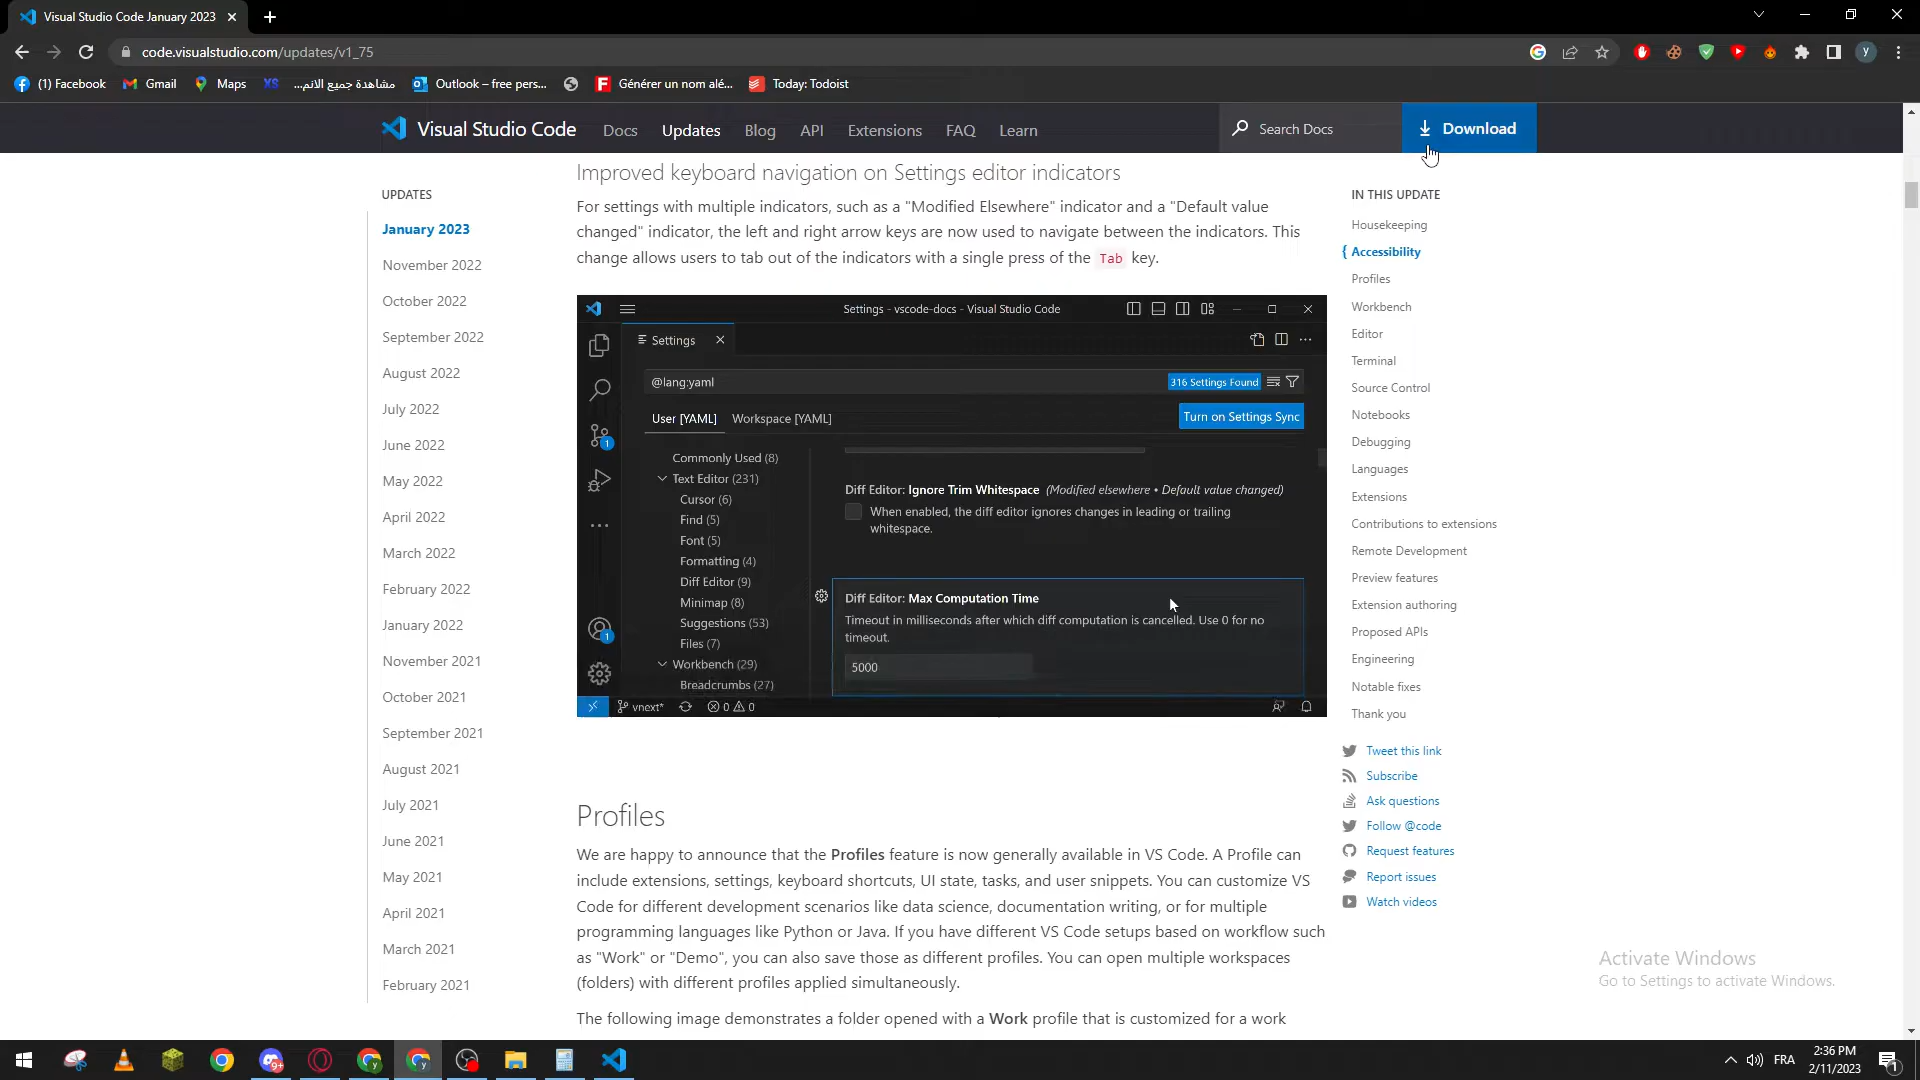 Visual Studio Code January 2023
code.visualstudio.com/updates/v1_75
(1) Facebook
Gmail
Maps
XS
مشاهدة جميع الانم...
Outlook – free pers...
Générer un nom alé...
Today: Todoist
Visual Studio Code
Docs
Updates
Blog
API
Extensions
FAQ
Learn
Search Docs
Download
UPDATES
January 2023
November 2022
October 2022
September 2022
August 2022
July 2022
June 2022
May 2022
April 2022
March 2022
February 2022
January 2022
November 2021
October 2021
September 2021
August 2021
July 2021
June 2021
May 2021
April 2021
March 2021
February 2021
Improved keyboard navigation on Settings editor indicators
For settings with multiple indicators, such as a "Modified Elsewhere" indicator and a "Default value
changed" indicator, the left and right arrow keys are now used to navigate between the indicators. This
change allows users to tab out of the indicators with a single press of the Tab key.
Settings - vscode-docs - Visual Studio Code
Settings
@lang:yaml
316 Settings Found
User [YAML]
Workspace [YAML]
Turn on Settings Sync
Commonly Used (8)
Text Editor (231)
Cursor (6)
Find (5)
Font (5)
Formatting (4)
Diff Editor (9)
Minimap (8)
Suggestions (53)
Files (7)
Workbench (29)
Breadcrumbs (27)
Diff Editor: Ignore Trim Whitespace (Modified elsewhere • Default value changed)
When enabled, the diff editor ignores changes in leading or trailing
whitespace.
Diff Editor: Max Computation Time
Timeout in milliseconds after which diff computation is cancelled. Use 0 for no
timeout.
5000
1
1
vnext*
0
0
Profiles
We are happy to announce that the Profiles feature is now generally available in VS Code. A Profile can
include extensions, settings, keyboard shortcuts, UI state, tasks, and user snippets. You can customize VS
Code for different development scenarios like data science, documentation writing, or for multiple
programming languages like Python or Java. If you have different VS Code setups based on workflow such
as "Work" or "Demo", you can also save those as different profiles. You can open multiple workspaces
(folders) with different profiles applied simultaneously.
The following image demonstrates a folder opened with a Work profile that is customized for a work
IN THIS UPDATE
Housekeeping
{ Accessibility
Profiles
Workbench
Editor
Terminal
Source Control
Notebooks
Debugging
Languages
Extensions
Contributions to extensions
Remote Development
Preview features
Extension authoring
Proposed APIs
Engineering
Notable fixes
Thank you
Tweet this link
Subscribe
Ask questions
Follow @code
Request features
Report issues
Watch videos
Activate Windows
Go to Settings to activate Windows.
9+
FRA
2:36 PM
2/11/2023
1